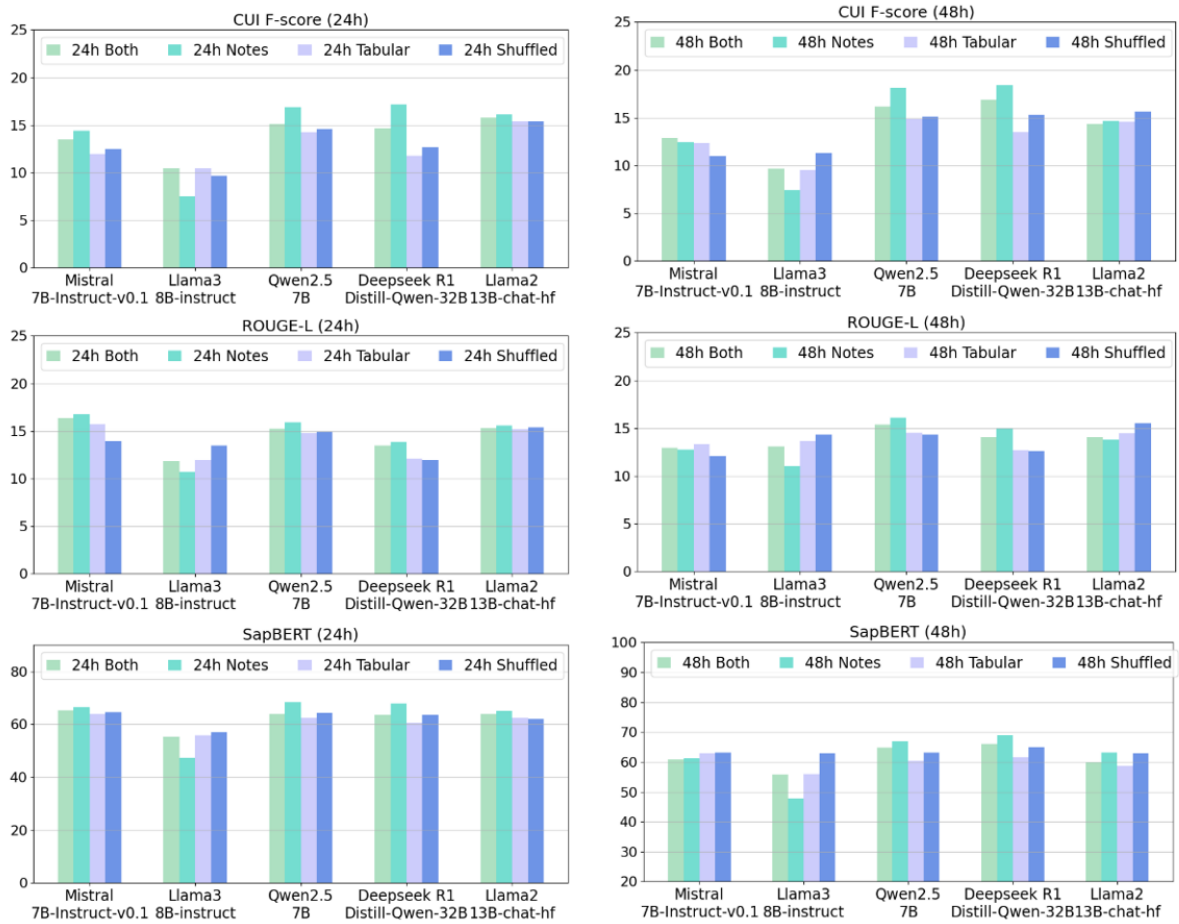 CUI F-score (24h)
24h Both 24h Notes 24h Tabular 24h Shuffled
25
20
15
10
5
0
Mistral Llama3 Qwen2.5 Deepseek R1 Llama2
7B-Instruct-v0.1 8B-instruct 7B Distill-Qwen-32B 13B-chat-hf
CUI F-score (48h)
48h Both 48h Notes 48h Tabular 48h Shuffled
25
20
15
10
5
0
Mistral Llama3 Qwen2.5 Deepseek R1 Llama2
7B-Instruct-v0.1 8B-instruct 7B Distill-Qwen-32B 13B-chat-hf
ROUGE-L (24h)
24h Both 24h Notes 24h Tabular 24h Shuffled
25
20
15
10
5
0
Mistral Llama3 Qwen2.5 Deepseek R1 Llama2
7B-Instruct-v0.1 8B-instruct 7B Distill-Qwen-32B 13B-chat-hf
ROUGE-L (48h)
48h Both 48h Notes 48h Tabular 48h Shuffled
25
20
15
10
5
0
Mistral Llama3 Qwen2.5 Deepseek R1 Llama2
7B-Instruct-v0.1 8B-instruct 7B Distill-Qwen-32B 13B-chat-hf
SapBERT (24h)
24h Both 24h Notes 24h Tabular 24h Shuffled
80
60
40
20
0
Mistral Llama3 Qwen2.5 Deepseek R1 Llama2
7B-Instruct-v0.1 8B-instruct 7B Distill-Qwen-32B 13B-chat-hf
SapBERT (48h)
48h Both 48h Notes 48h Tabular 48h Shuffled
100
90
80
70
60
50
40
30
20
Mistral Llama3 Qwen2.5 Deepseek R1 Llama2
7B-Instruct-v0.1 8B-instruct 7B Distill-Qwen-32B 13B-chat-hf